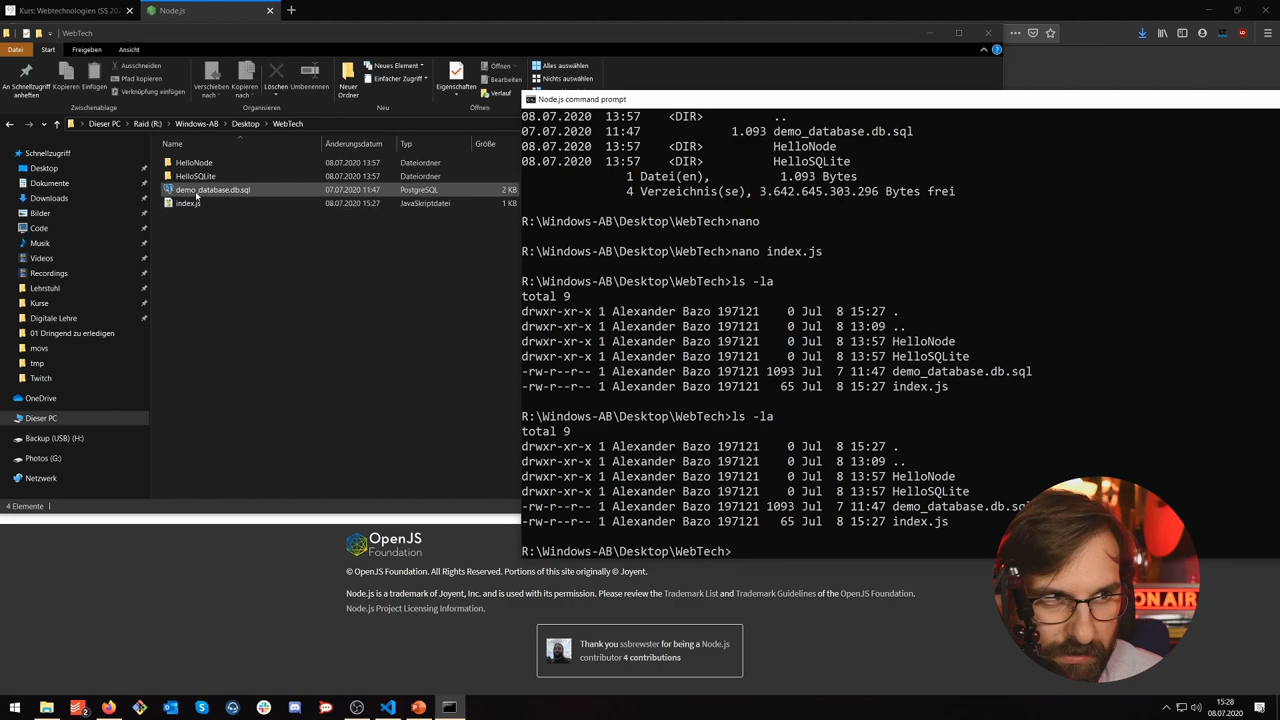 Kurs: Webtechnologien (SS 202
Node.js
WebTech
Datei
Start
Freigeben
Ansicht
An Schnellzugriff
anheften
Kopieren
Einfügen
Ausschneiden
Pfad kopieren
Verknüpfung einfügen
Zwischenablage
Verschieben
nach
Kopieren
nach
Löschen
Umbenennen
Organisieren
Neuer
Ordner
Neues Element
Einfacher Zugriff
Neu
Eigenschaften
Öffnen
Bearbeiten
Verlauf
Öffnen
Alles auswählen
Nichts auswählen
Dieser PC
Raid (R:)
Windows-AB
Desktop
WebTech
Name
Änderungsdatum
Typ
Größe
HelloNode 08.07.2020 13:57 Dateiordner
HelloSQLite 08.07.2020 13:57 Dateiordner
demo_database.db.sql 07.07.2020 11:47 PostgreSQL 2 KB
index.js 08.07.2020 15:27 JavaSkriptdatei 1 KB
Schnellzugriff
Desktop
Dokumente
Downloads
Bilder
Code
Music
Videos
Recordings
Lehrstuhl
Kurse
Digitale Lehre
01 Dringend zu erledigen
movs
tmp
Twitch
OneDrive
Dieser PC
Backup (USB) (H:)
Photos (G:)
Netzwerk
4 Elemente
Node.js command prompt
08.07.2020 13:57 <DIR> ..
07.07.2020 11:47 1.093 demo_database.db.sql
08.07.2020 13:57 <DIR> HelloNode
08.07.2020 13:57 <DIR> HelloSQLite
1 Datei(en), 1.093 Bytes
4 Verzeichnis(se), 3.642.645.303.296 Bytes frei
R:\Windows-AB\Desktop\WebTech>nano
R:\Windows-AB\Desktop\WebTech>nano index.js
R:\Windows-AB\Desktop\WebTech>ls -la
total 9
drwxr-xr-x 1 Alexander Bazo 197121 0 Jul 8 15:27 .
drwxr-xr-x 1 Alexander Bazo 197121 0 Jul 8 13:09 ..
drwxr-xr-x 1 Alexander Bazo 197121 0 Jul 8 13:57 HelloNode
drwxr-xr-x 1 Alexander Bazo 197121 0 Jul 8 13:57 HelloSQLite
-rw-r--r-- 1 Alexander Bazo 197121 1093 Jul 7 11:47 demo_database.db.sql
-rw-r--r-- 1 Alexander Bazo 197121 65 Jul 8 15:27 index.js
R:\Windows-AB\Desktop\WebTech>ls -la
total 9
drwxr-xr-x 1 Alexander Bazo 197121 0 Jul 8 15:27 .
drwxr-xr-x 1 Alexander Bazo 197121 0 Jul 8 13:09 ..
drwxr-xr-x 1 Alexander Bazo 197121 0 Jul 8 13:57 HelloNode
drwxr-xr-x 1 Alexander Bazo 197121 0 Jul 8 13:57 HelloSQLite
-rw-r--r-- 1 Alexander Bazo 197121 1093 Jul 7 11:47 demo_database.db.sql
-rw-r--r-- 1 Alexander Bazo 197121 65 Jul 8 15:27 index.js
R:\Windows-AB\Desktop\WebTech>
OpenJS
Foundation
© OpenJS Foundation. All Rights Reserved. Portions of this site originally © Joyent.
Node.js is a trademark of Joyent, Inc. and is used with its permission. Please review the Trademark List and Trademark Guidelines of the OpenJS Foundation.
Node.js Project Licensing Information.
Thank you ssbrewster for being a Node.js
contributor 4 contributions
ON AIR
15:28
08.07.2020